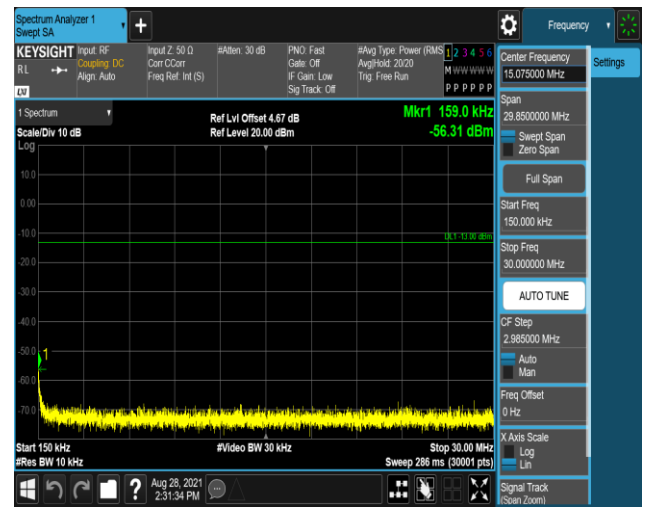 Spectrum Analyzer 1
Swept SA
Frequency
KEYSIGHT
RL
LXI
Input: RF
Coupling: DC
Align: Auto
Input Z: 50 Ω
Corr CCorr
Freq Ref: Int (S)
#Atten: 30 dB
PNO: Fast
Gate: Off
IF Gain: Low
Sig Track: Off
#Avg Type: Power (RMS
Avg|Hold: 20/20
Trig: Free Run
1 2 3 4 5 6
M W W W W W
P P P P P P
Settings
Center Frequency
15.075000 MHz
Span
29.8500000 MHz
Swept Span
Zero Span
Full Span
Start Freq
150.000 kHz
Stop Freq
30.000000 MHz
AUTO TUNE
CF Step
2.985000 MHz
Auto
Man
Freq Offset
0 Hz
X Axis Scale
Log
Lin
Signal Track
(Span Zoom)
1 Spectrum
Scale/Div 10 dB
Ref Lvl Offset 4.67 dB
Ref Level 20.00 dBm
Mkr1 159.0 kHz
-56.31 dBm
Log
10.0
0.00
-10.0
DL1 -13.00 dBm
-20.0
-30.0
-40.0
-50.0
1
-60.0
-70.0
Start 150 kHz
#Res BW 10 kHz
#Video BW 30 kHz
Stop 30.00 MHz
Sweep 286 ms (30001 pts)
Aug 28, 2021
2:31:34 PM